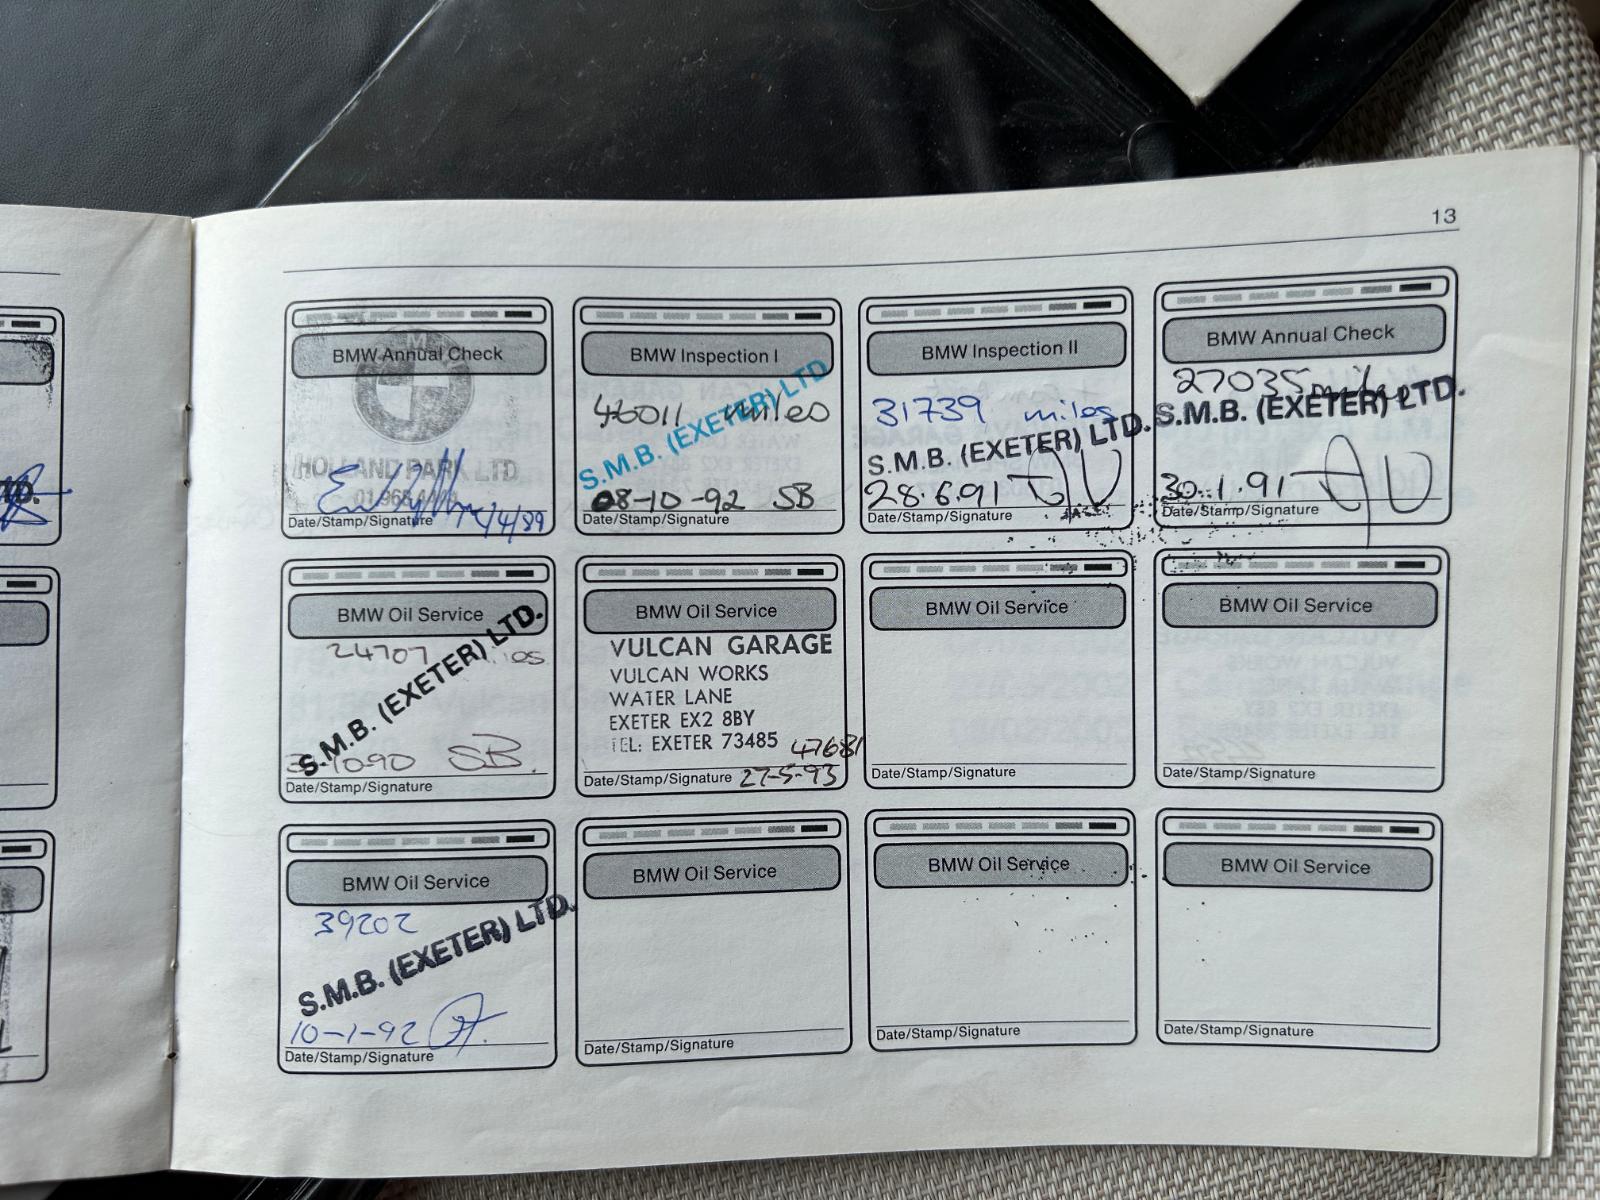 13
BMW Annual Check
HOLLAND PARK LTD
/4/89
Date/Stamp/Signature
BMW Inspection I
46011 miles
S.M.B. (EXETER) LTD
08-10-92 SB
Date/Stamp/Signature
BMW Inspection II
31739 miles
S.M.B. (EXETER) LTD.
28.6.91
Date/Stamp/Signature
BMW Annual Check
27035 miles
S.M.B. (EXETER) LTD.
30.1.91
Date/Stamp/Signature
BMW Oil Service
24707 miles
S.M.B. (EXETER) LTD.
1090 SB.
Date/Stamp/Signature
BMW Oil Service
VULCAN GARAGE
VULCAN WORKS
WATER LANE
EXETER EX2 8BY
TEL: EXETER 73485
47681
Date/Stamp/Signature 27-5-93
BMW Oil Service
Date/Stamp/Signature
BMW Oil Service
Date/Stamp/Signature
BMW Oil Service
39202
S.M.B. (EXETER) LTD.
10-1-92
Date/Stamp/Signature
BMW Oil Service
Date/Stamp/Signature
BMW Oil Service
Date/Stamp/Signature
BMW Oil Service
Date/Stamp/Signature